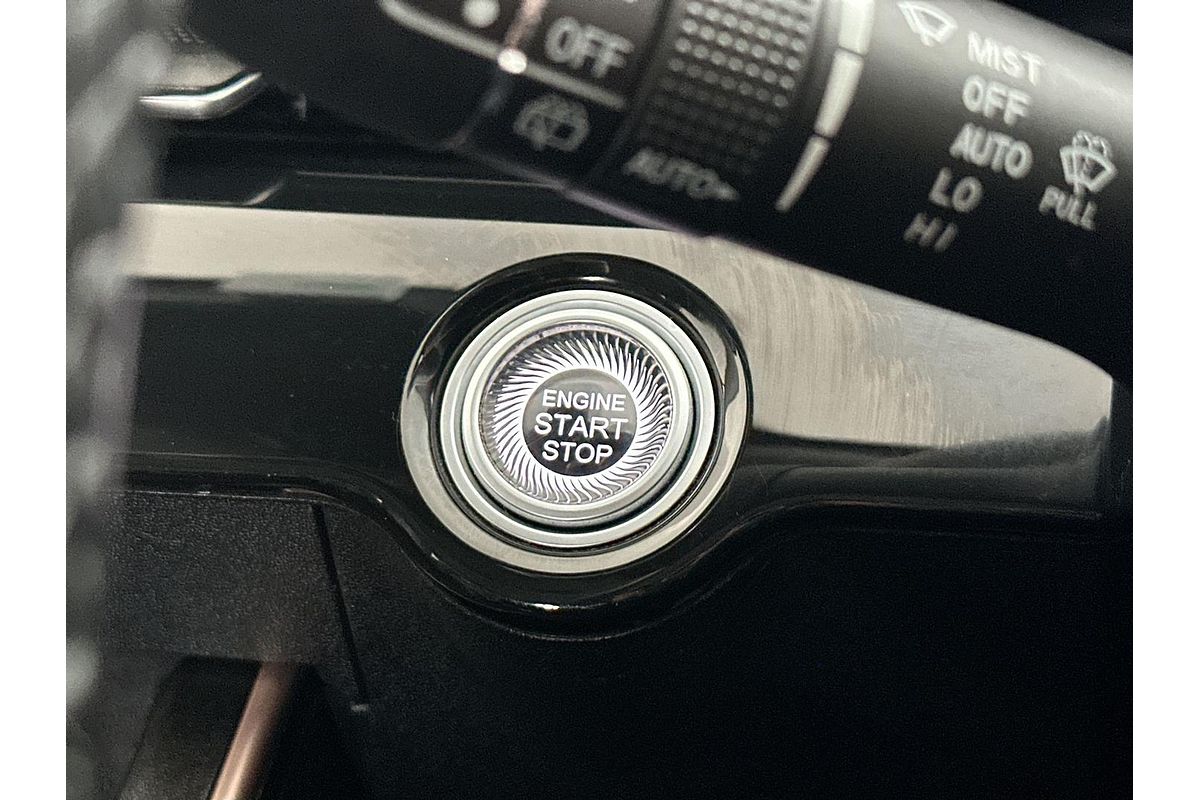 OFF
AUTO
MIST
OFF
AUTO
LO
HI
PULL
ENGINE
START
STOP